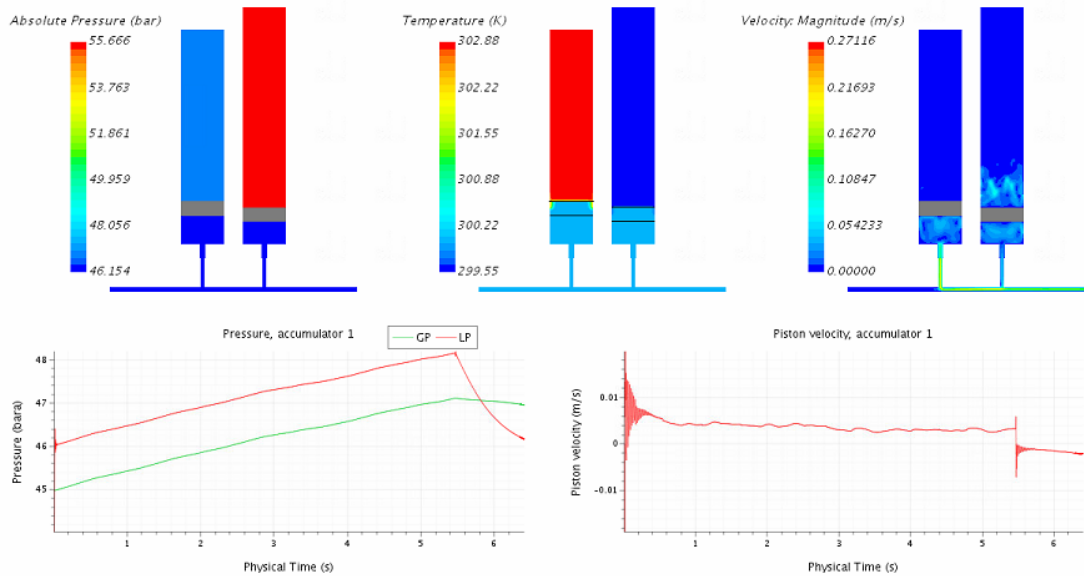 Absolute Pressure (bar)
55.666
53.763
51.861
49.959
48.056
46.154
Temperature (K)
302.88
302.22
301.55
300.88
300.22
299.55
Velocity: Magnitude (m/s)
0.27116
0.21693
0.16270
0.10847
0.054233
0.00000
Pressure, accumulator 1
GP LP
Pressure (bara)
48
47
46
45
1 2 3 4 5 6
Physical Time (s)
Piston velocity, accumulator 1
Piston velocity (m/s)
0.01
0
-0.01
1 2 3 4 5 6
Physical Time (s)